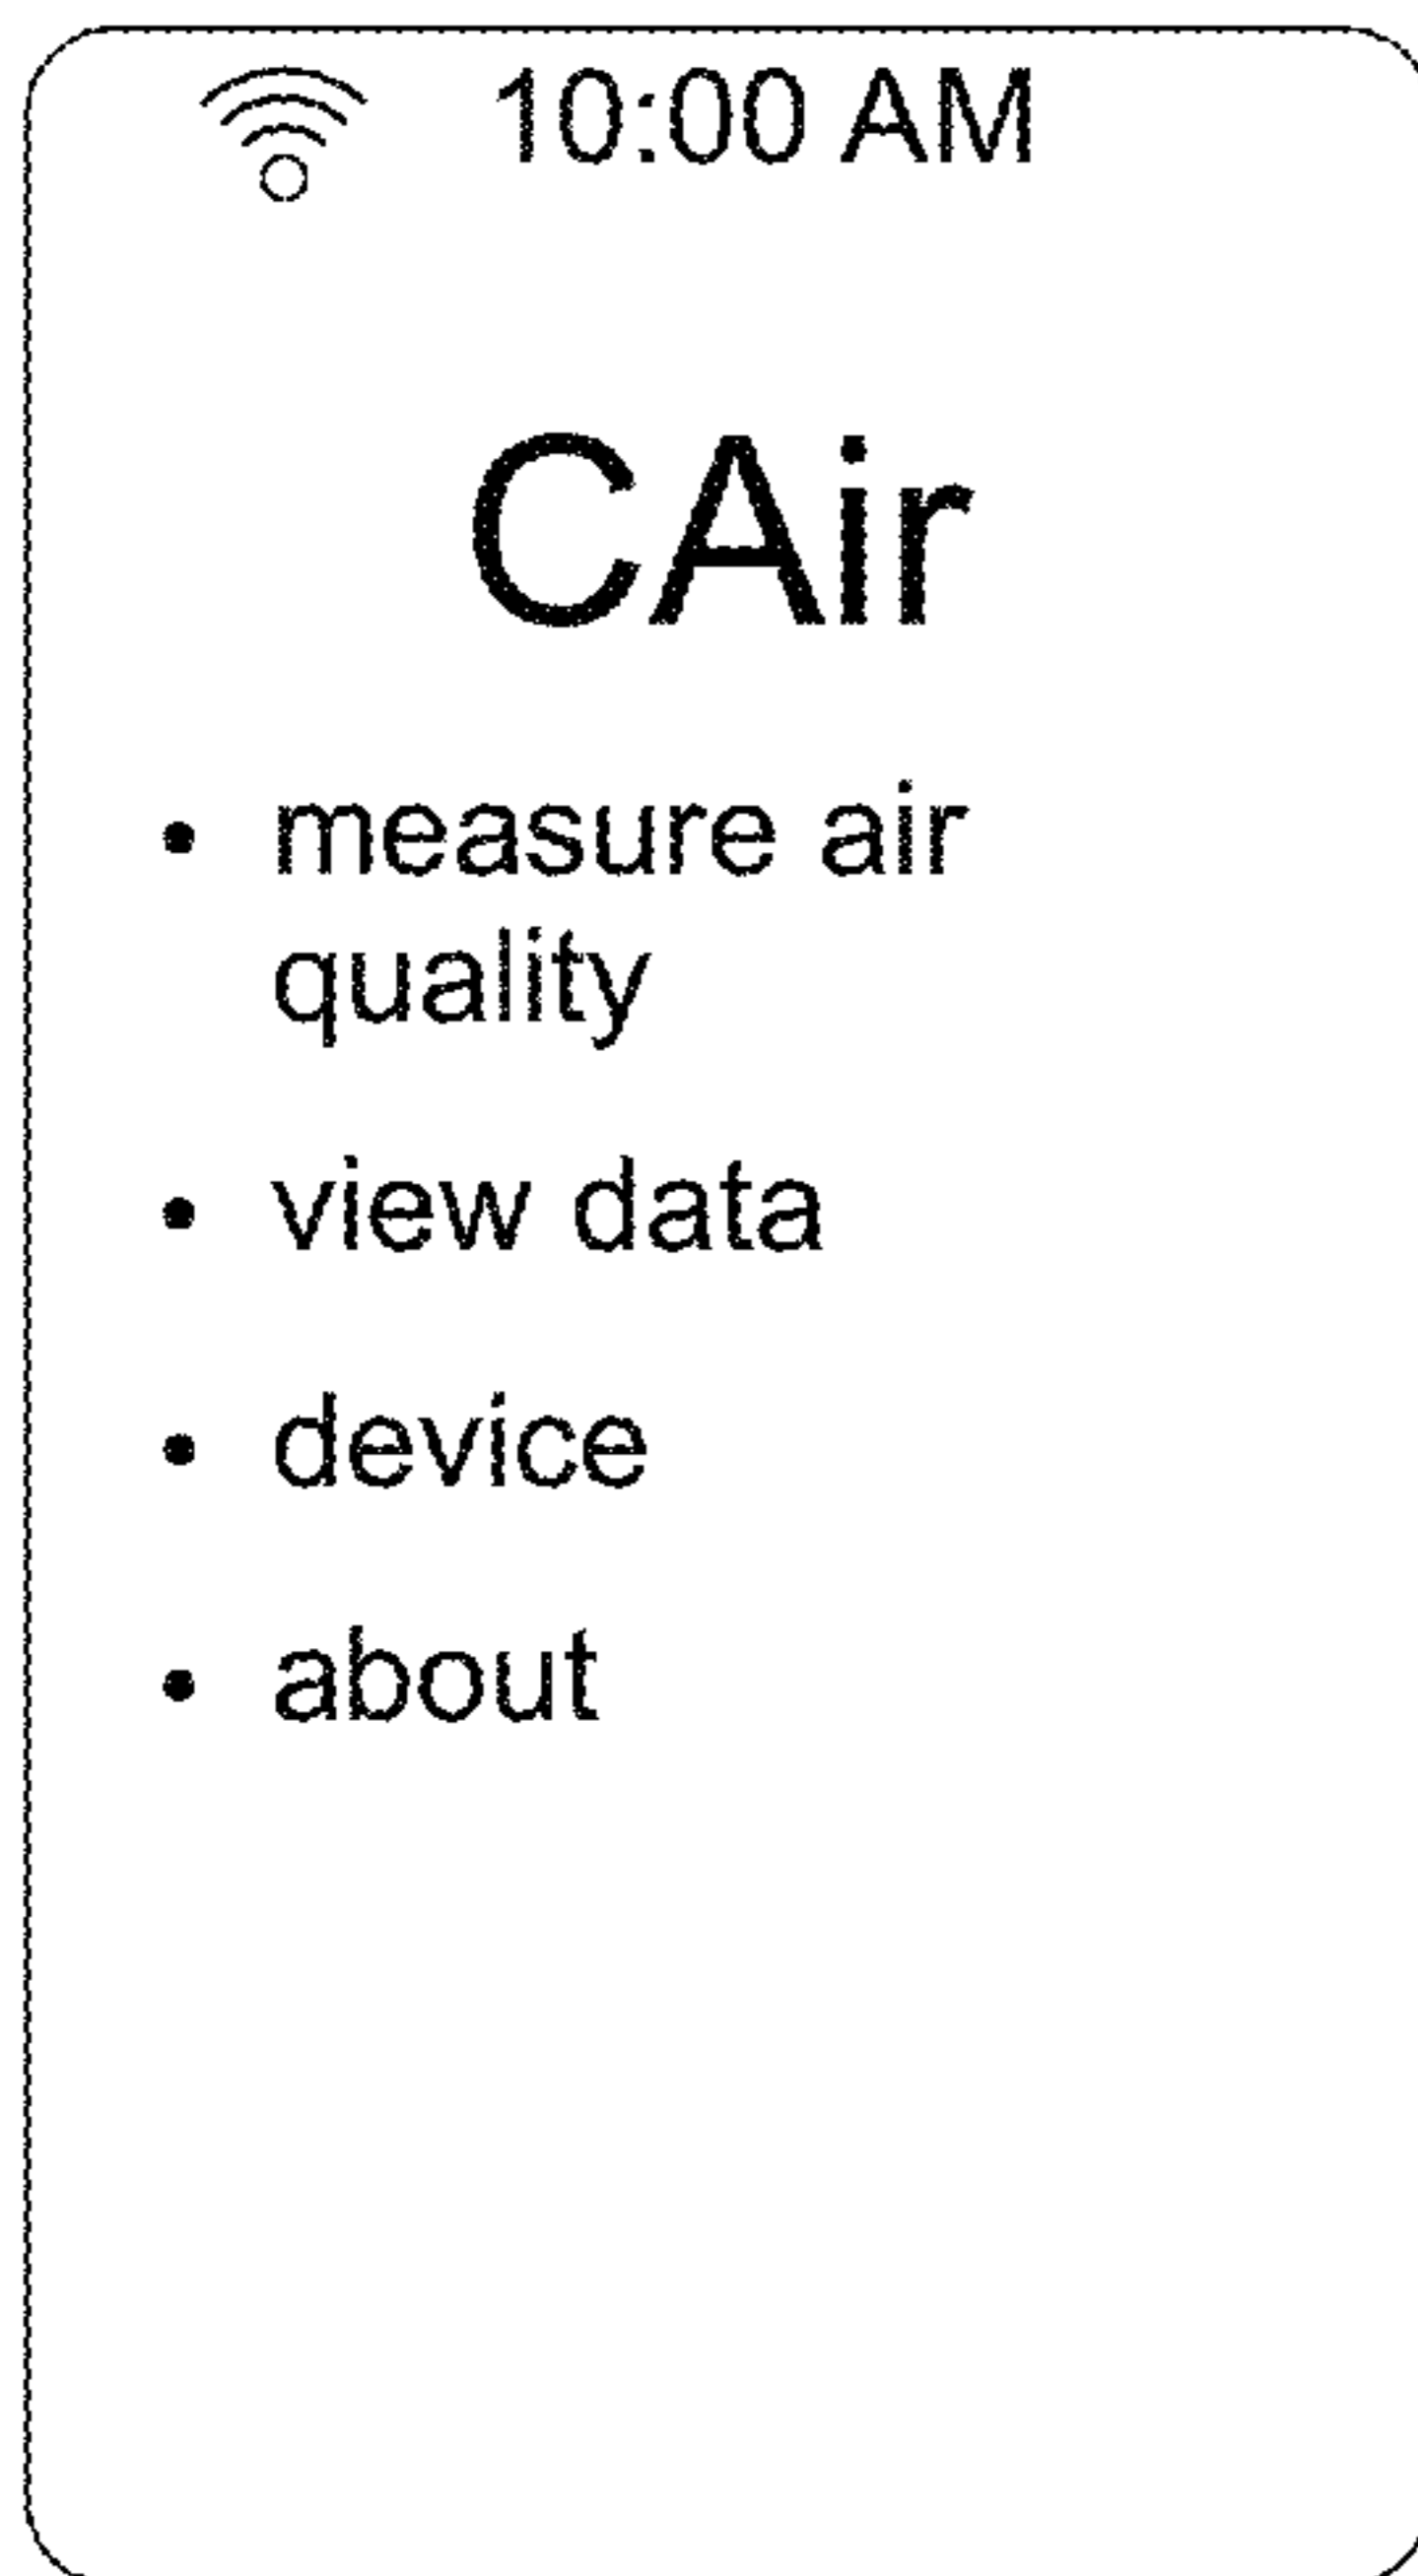 10:00 AM
CAir
• measure air
quality
• view data
• device
• about